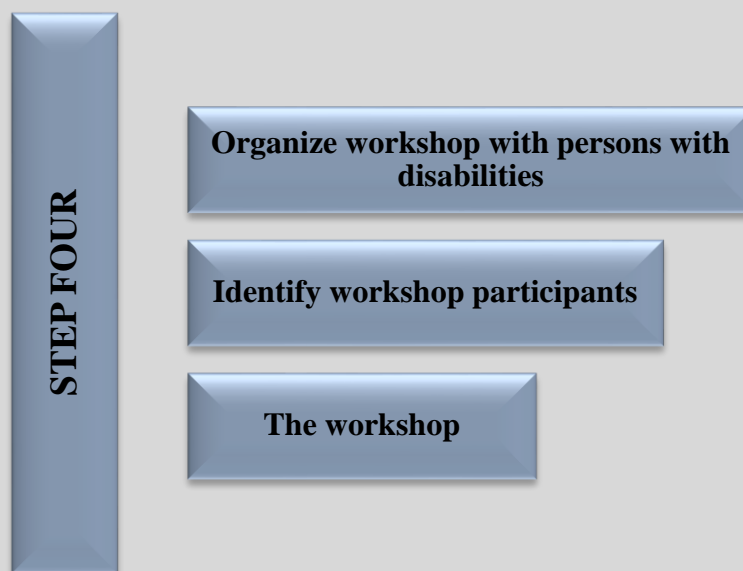 STEP FOUR
Organize workshop with persons with
disabilities
Identify workshop participants
The workshop